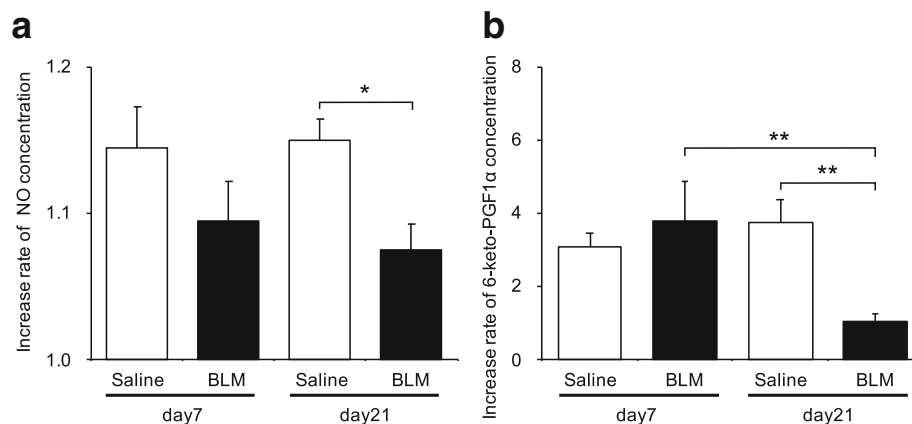 a
Increase rate of NO concentration
1.2
1.1
1.0
*
Saline BLM Saline BLM
day7 day21
b
Increase rate of 6-keto-PGF1α concentration
8
6
4
2
0
**
**
Saline BLM Saline BLM
day7 day21